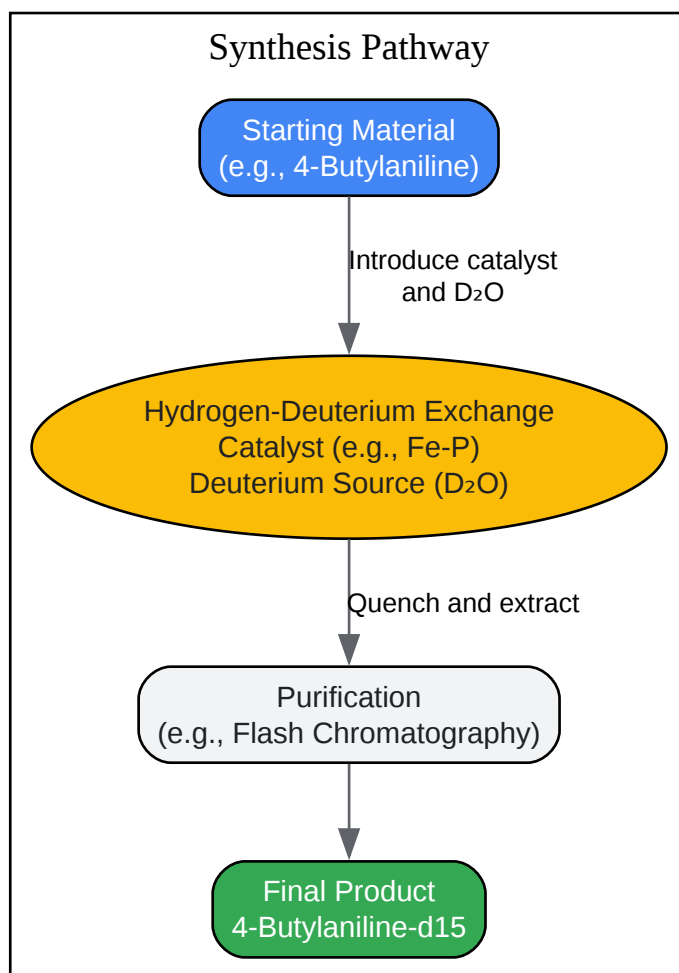 Synthesis Pathway
Starting Material
(e.g., 4-Butylaniline)
Introduce catalyst
and D₂O
Hydrogen-Deuterium Exchange
Catalyst (e.g., Fe-P)
Deuterium Source (D₂O)
Quench and extract
Purification
(e.g., Flash Chromatography)
Final Product
4-Butylaniline-d15